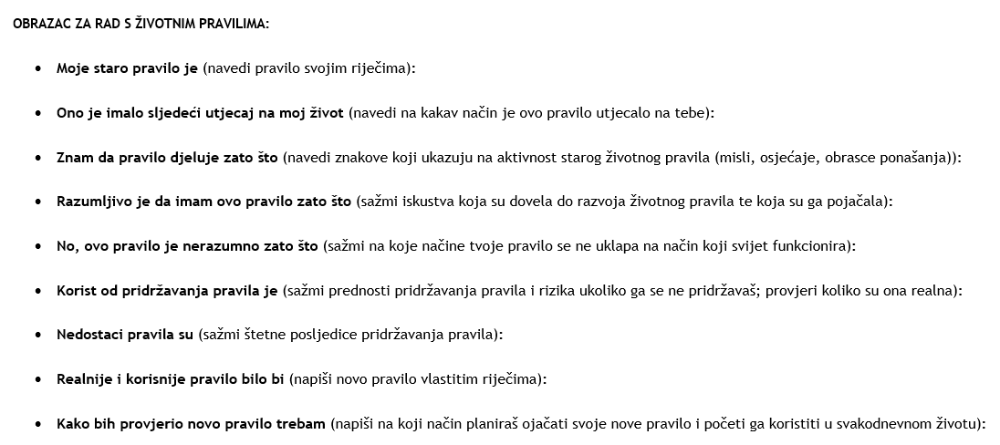 OBRAZAC ZA RAD S ŽIVOTNIM PRAVILIMA:
• Moje staro pravilo je (navedi pravilo svojim riječima):
• Ono je imalo sljedeći utjecaj na moj život (navedi na kakav način je ovo pravilo utjecalo na tebe):
• Znam da pravilo djeluje zato što (navedi znakove koji ukazuju na aktivnost starog životnog pravila (misli, osjećaje, obrasce ponašanja)):
• Razumljivo je da imam ovo pravilo zato što (sažmi iskustva koja su dovela do razvoja životnog pravila te koja su ga pojačala):
• No, ovo pravilo je nerazumno zato što (sažmi na koje načine tvoje pravilo se ne uklapa na način koji svijet funkcionira):
• Korist od pridržavanja pravila je (sažmi prednosti pridržavanja pravila i rizika ukoliko ga se ne pridržavaš; provjeri koliko su ona realna):
• Nedostaci pravila su (sažmi štetne posljedice pridržavanja pravila):
• Realnije i korisnije pravilo bilo bi (napiši novo pravilo vlastitim riječima):
• Kako bih provjerio novo pravilo trebam (napiši na koji način planiraš ojačati svoje nove pravilo i početi ga koristiti u svakodnevnom životu):